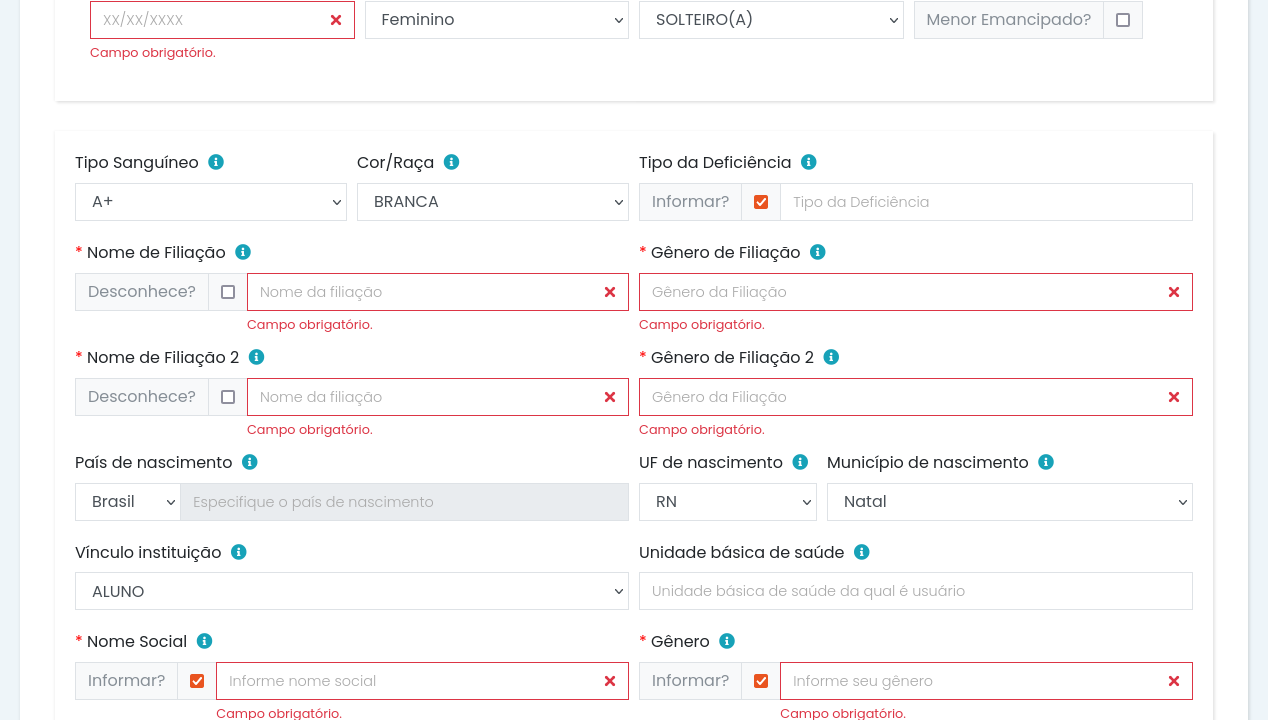 XX/XX/XXXX Feminino SOLTEIRO(A) Menor Emancipado?
Campo obrigatório.
Tipo Sanguíneo Cor/Raça Tipo da Deficiência
A+ BRANCA Informar? Tipo da Deficiência
* Nome de Filiação * Gênero de Filiação
Desconhece? Nome da filiação Gênero da Filiação
Campo obrigatório. Campo obrigatório.
* Nome de Filiação 2 * Gênero de Filiação 2
Desconhece? Nome da filiação Gênero da Filiação
Campo obrigatório. Campo obrigatório.
País de nascimento UF de nascimento Município de nascimento
Brasil Especifique o país de nascimento RN Natal
Vínculo instituição Unidade básica de saúde
ALUNO Unidade básica de saúde da qual é usuário
* Nome Social * Gênero
Informar? Informe nome social Informar? Informe seu gênero
Campo obrigatório. Campo obrigatório.